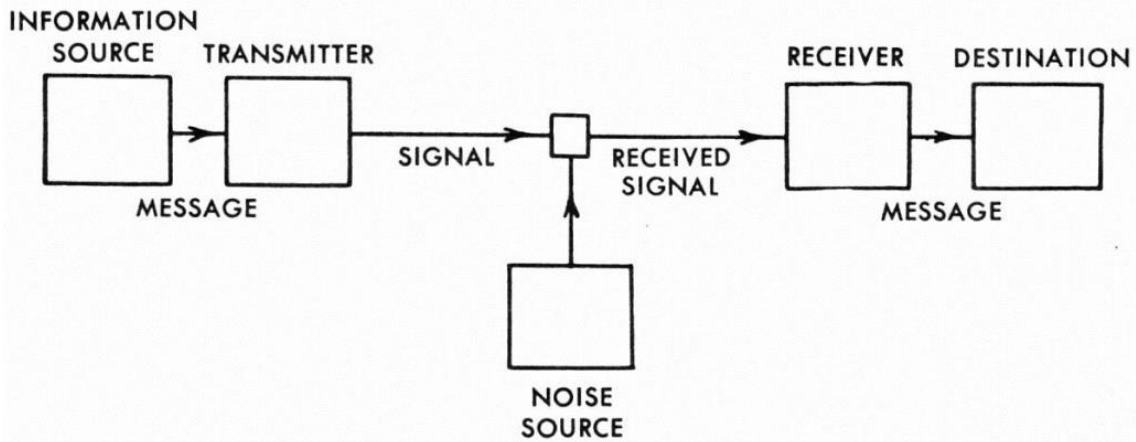 INFORMATION
SOURCE
TRANSMITTER
RECEIVER
DESTINATION
SIGNAL
RECEIVED
SIGNAL
MESSAGE
MESSAGE
NOISE
SOURCE